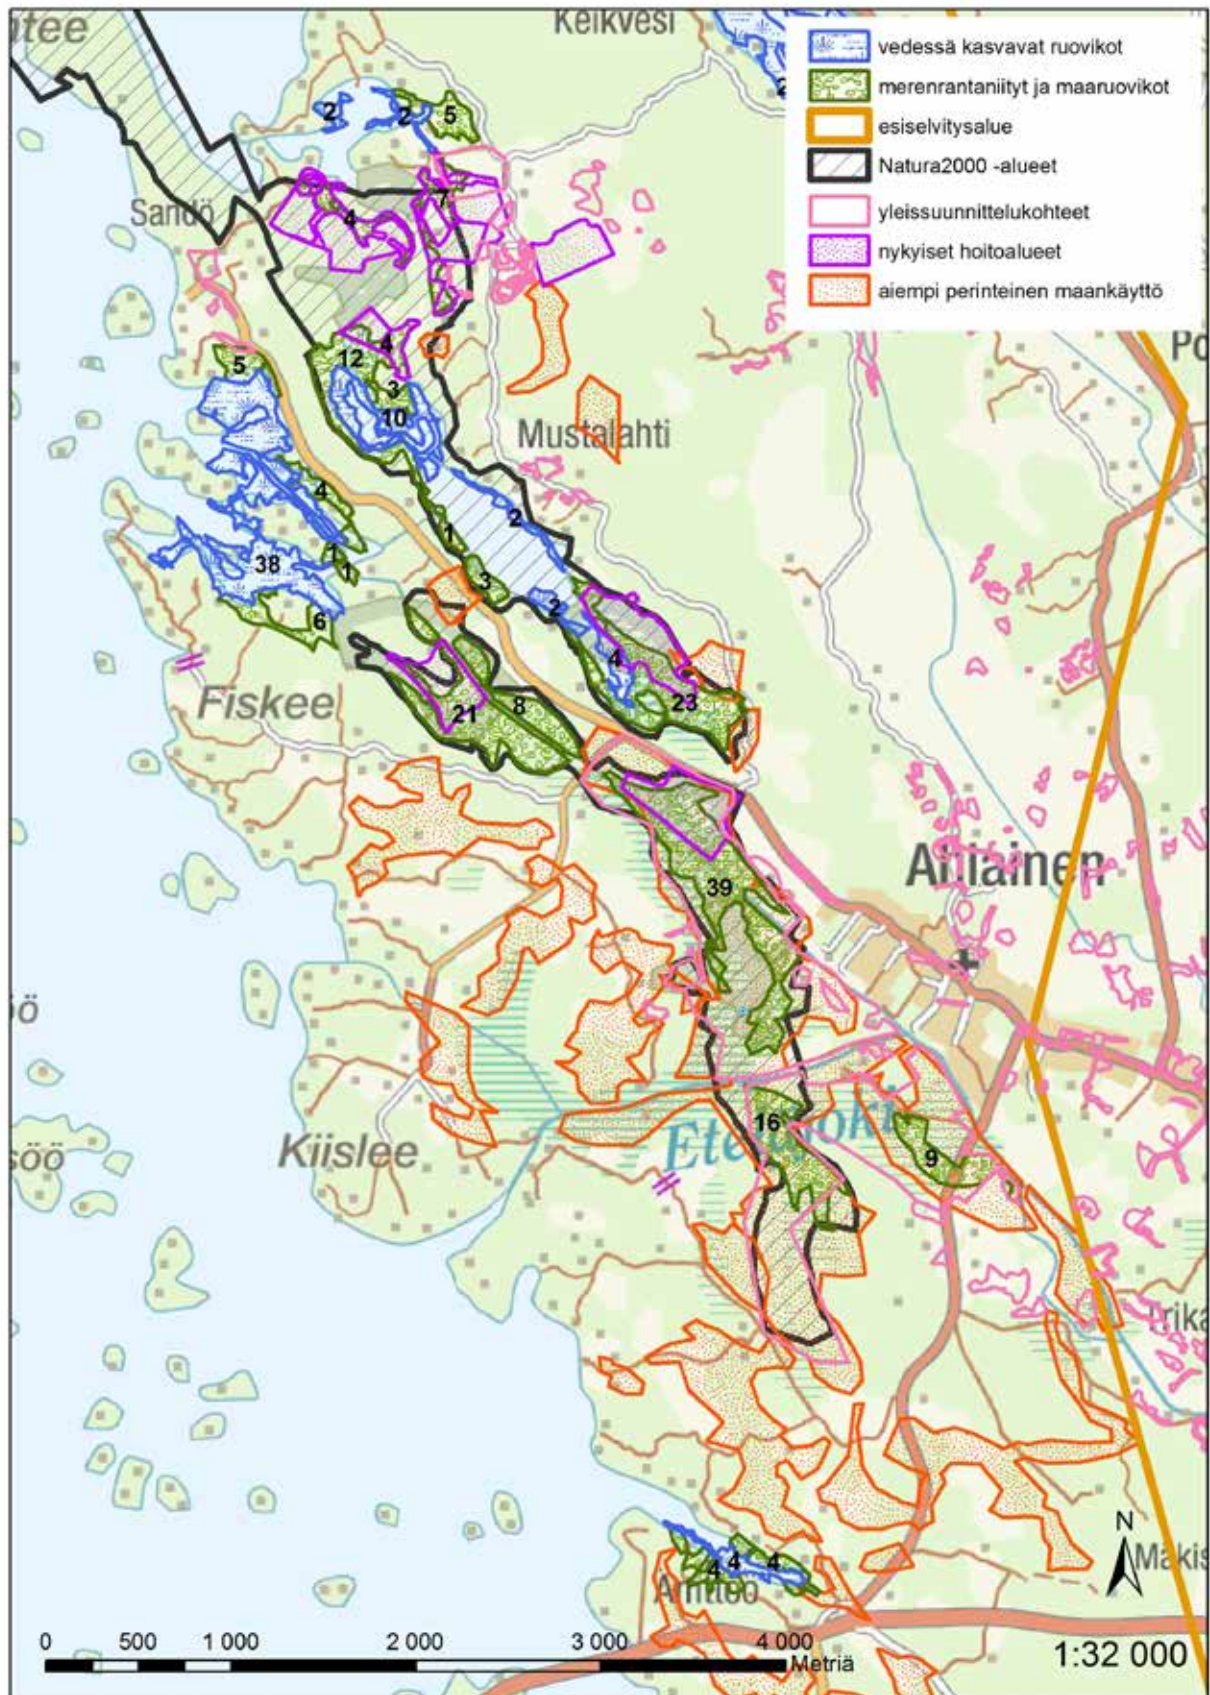 Keikvesi
vedessä kasvavat ruovikot
merenrantaniityt ja maaruovikot
esiselvitysalue
Natura2000 -alueet
yleissuunnittelukohteet
nykyiset hoitoalueet
aiempi perinteinen maankäyttö
2
2
5
2
Sandö
4
7
4
5
12
3
10
Mustalahti
4
2
1
38
1
1
3
2
6
4
Fiskee
21
8
23
Ahlainen
39
16
Eteläjoki
Kiislee
9
N
4
4
4
0
500
1 000
2 000
3 000
4 000
Metriä
1:32 000